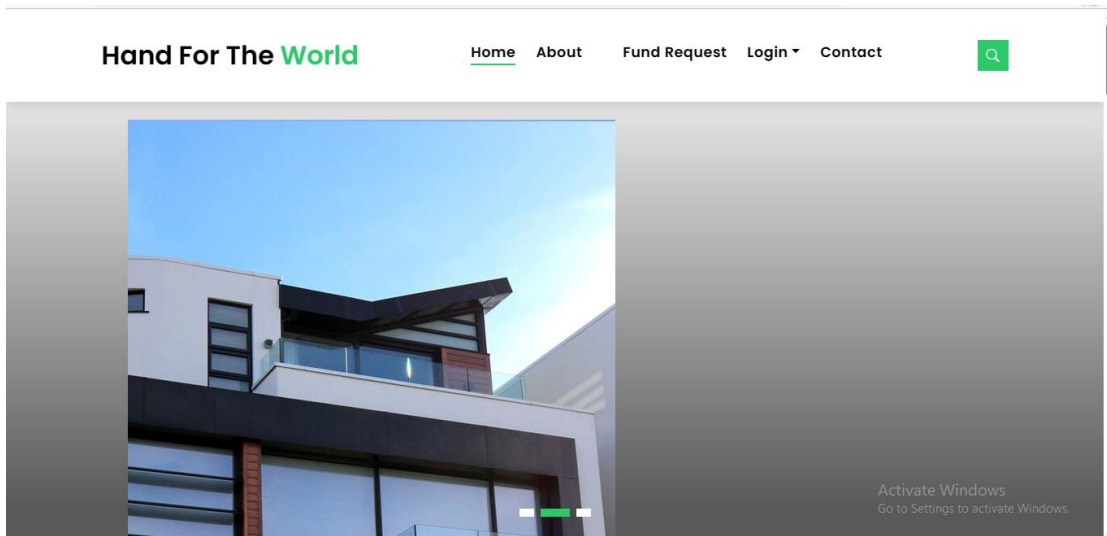 Hand For The World
Home About Fund Request Login Contact
Activate Windows
Go to Settings to activate Windows.